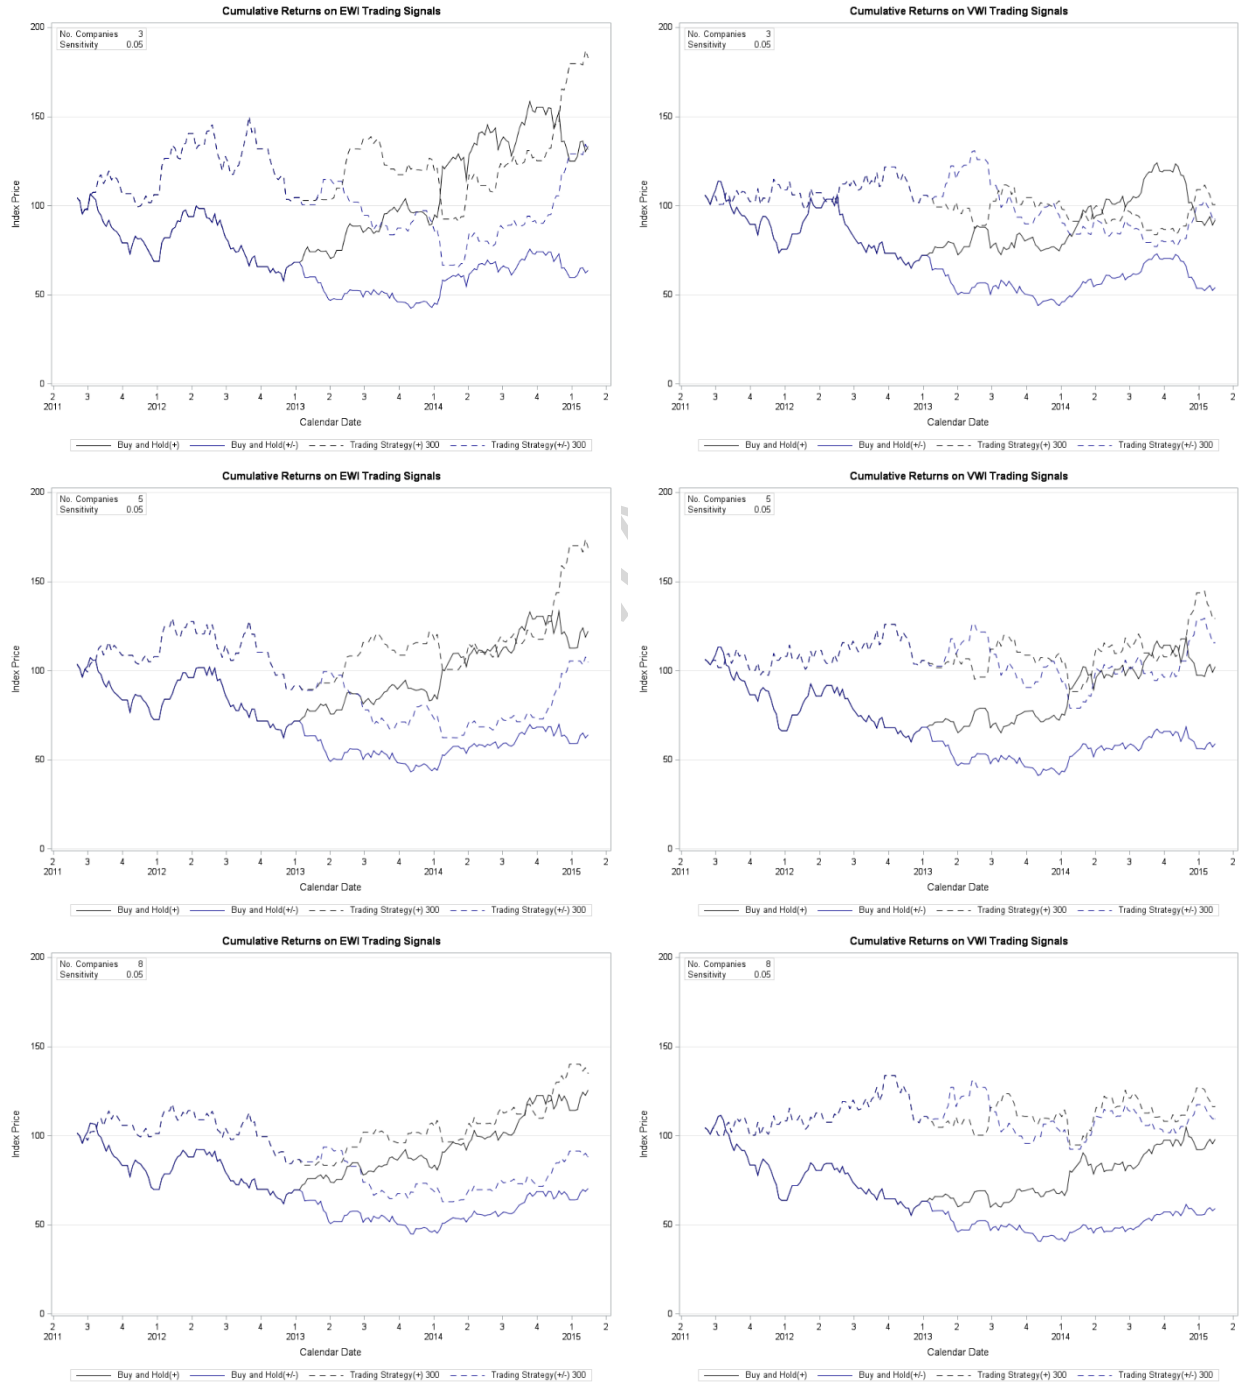 Cumulative Returns on EWI Trading Signals
No. Companies 3
Sensitivity 0.05
Index Price
200
150
100
50
0
2 3 4 1 2 3 4 1 2 3 4 1 2 3 4 1 2
2011 2012 2013 2014 2015
Calendar Date
Buy and Hold(+) Buy and Hold(+/-) Trading Strategy(+) 300 Trading Strategy(+/-) 300
Cumulative Returns on VWI Trading Signals
No. Companies 3
Sensitivity 0.05
Index Price
200
150
100
50
0
2 3 4 1 2 3 4 1 2 3 4 1 2 3 4 1 2
2011 2012 2013 2014 2015
Calendar Date
Buy and Hold(+) Buy and Hold(+/-) Trading Strategy(+) 300 Trading Strategy(+/-) 300
Cumulative Returns on EWI Trading Signals
No. Companies 5
Sensitivity 0.05
Index Price
200
150
100
50
0
2 3 4 1 2 3 4 1 2 3 4 1 2 3 4 1 2
2011 2012 2013 2014 2015
Calendar Date
Buy and Hold(+) Buy and Hold(+/-) Trading Strategy(+) 300 Trading Strategy(+/-) 300
Cumulative Returns on VWI Trading Signals
No. Companies 5
Sensitivity 0.05
Index Price
200
150
100
50
0
2 3 4 1 2 3 4 1 2 3 4 1 2 3 4 1 2
2011 2012 2013 2014 2015
Calendar Date
Buy and Hold(+) Buy and Hold(+/-) Trading Strategy(+) 300 Trading Strategy(+/-) 300
Cumulative Returns on EWI Trading Signals
No. Companies 8
Sensitivity 0.05
Index Price
200
150
100
50
0
2 3 4 1 2 3 4 1 2 3 4 1 2 3 4 1 2
2011 2012 2013 2014 2015
Calendar Date
Buy and Hold(+) Buy and Hold(+/-) Trading Strategy(+) 300 Trading Strategy(+/-) 300
Cumulative Returns on VWI Trading Signals
No. Companies 8
Sensitivity 0.05
Index Price
200
150
100
50
0
2 3 4 1 2 3 4 1 2 3 4 1 2 3 4 1 2
2011 2012 2013 2014 2015
Calendar Date
Buy and Hold(+) Buy and Hold(+/-) Trading Strategy(+) 300 Trading Strategy(+/-) 300